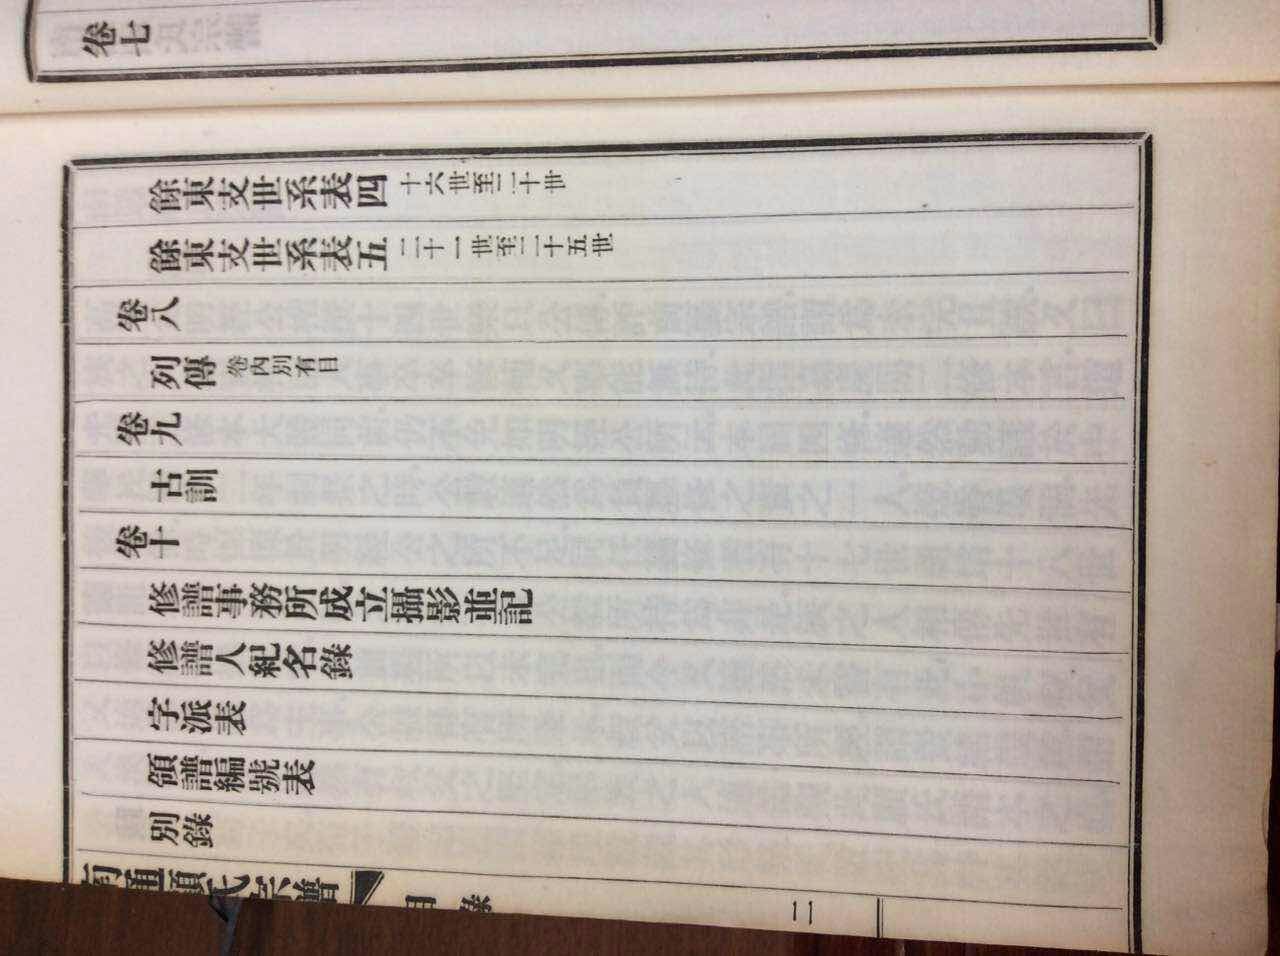 卷七
餘東支世系表四 十六世至二十世
餘東支世系表五 二十一世至二十五世
卷八
列傳 卷內別有目
卷九
古訓
卷十
修譜事務所成立攝影並記
修譜人紀名錄
字派表
領譜編號表
別錄
南通顧氏宗譜 目錄 二